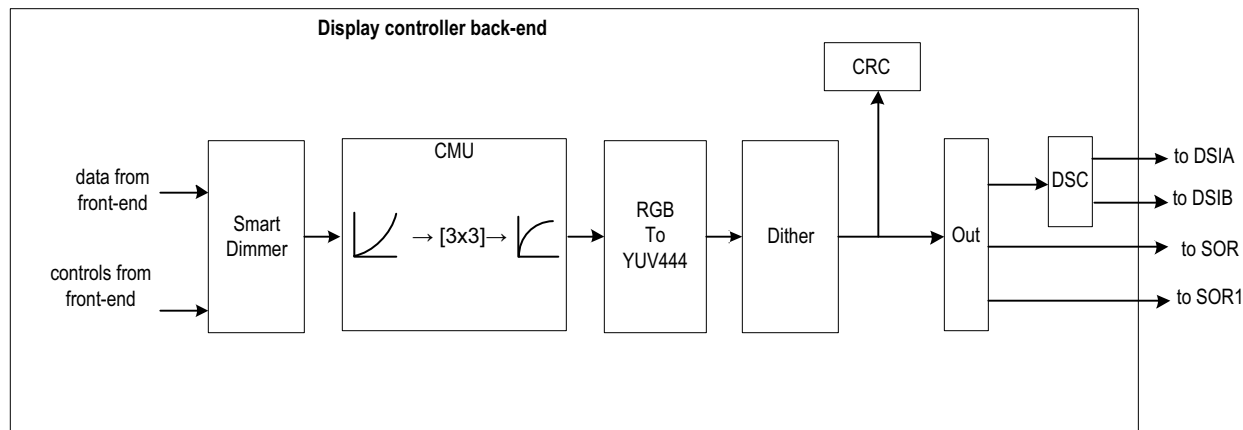 Display controller back-end
CRC
CMU
DSC
to DSIA
to DSIB
data from
front-end
Smart
Dimmer
→ [3x3]→
RGB
To
YUV444
Dither
Out
to SOR
controls from
front-end
to SOR1